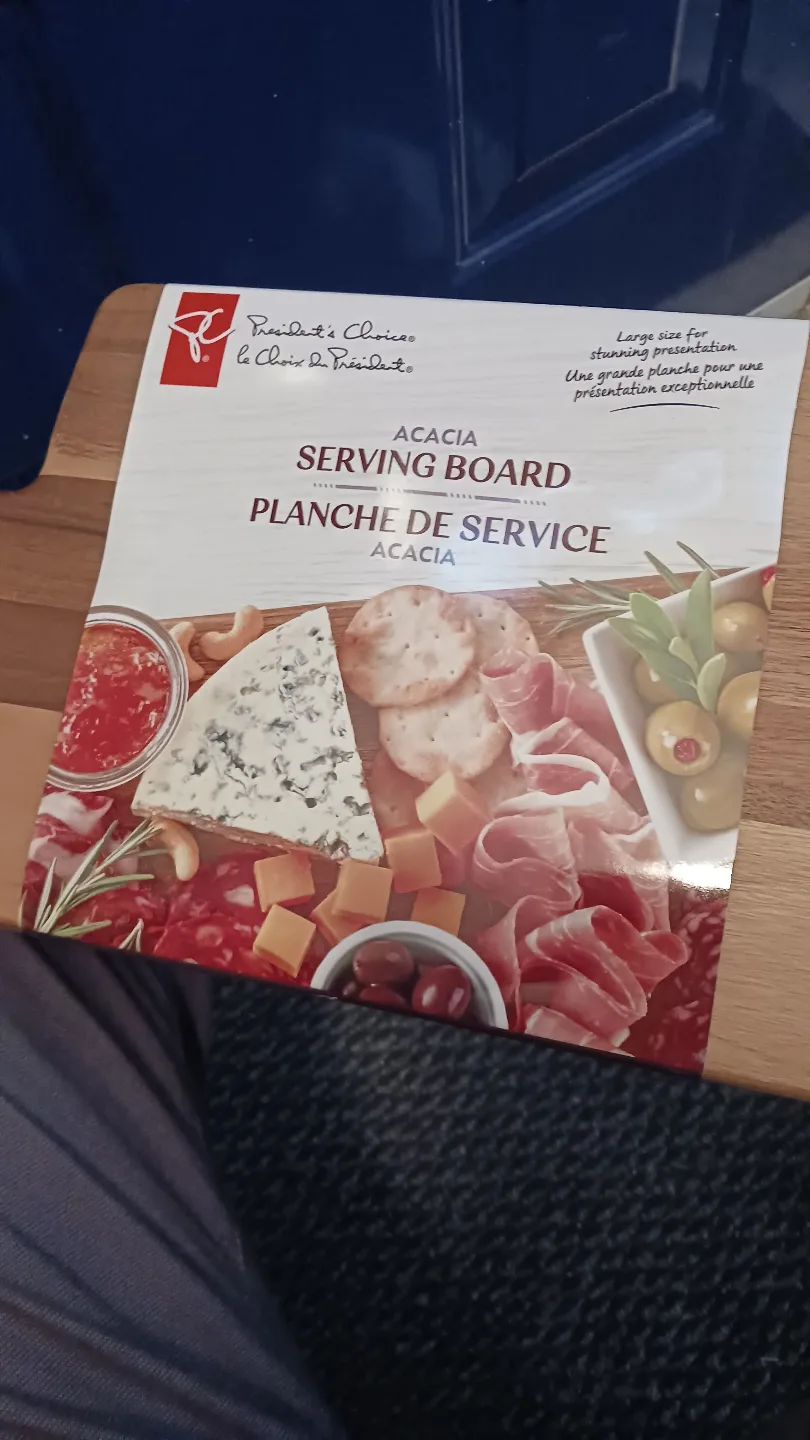 PC®
President's Choice®
le Choix du Président®
Large size for
stunning presentation
Une grande planche pour une
présentation exceptionnelle
ACACIA
SERVING BOARD
PLANCHE DE SERVICE
ACACIA